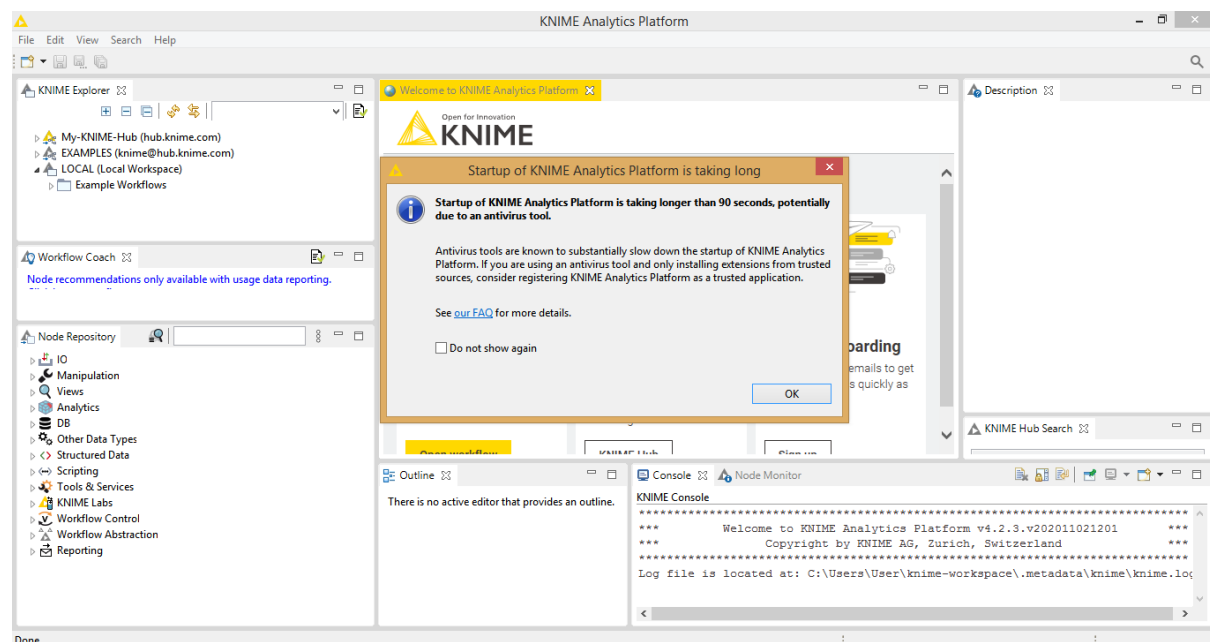 KNIME Analytics Platform
File Edit View Search Help
KNIME Explorer
My-KNIME-Hub (hub.knime.com)
EXAMPLES (knime@hub.knime.com)
LOCAL (Local Workspace)
Example Workflows
Workflow Coach
Node recommendations only available with usage data reporting.
Node Repository
IO
Manipulation
Views
Analytics
DB
Other Data Types
Structured Data
Scripting
Tools & Services
KNIME Labs
Workflow Control
Workflow Abstraction
Reporting
Welcome to KNIME Analytics Platform
Open for Innovation
KNIME
Startup of KNIME Analytics Platform is taking long
Startup of KNIME Analytics Platform is taking longer than 90 seconds, potentially
due to an antivirus tool.
Antivirus tools are known to substantially slow down the startup of KNIME Analytics
Platform. If you are using an antivirus tool and only installing extensions from trusted
sources, consider registering KNIME Analytics Platform as a trusted application.
See our FAQ for more details.
Do not show again
OK
emails to get
s quickly as
Open workflow
KNIME Hub
Sign up
Description
KNIME Hub Search
Outline
There is no active editor that provides an outline.
Console Node Monitor
KNIME Console
*** Welcome to KNIME Analytics Platform v4.2.3.v202011021201 ***
*** Copyright by KNIME AG, Zurich, Switzerland ***
Log file is located at: C:\Users\User\knime-workspace\.metadata\knime\knime.log
Done